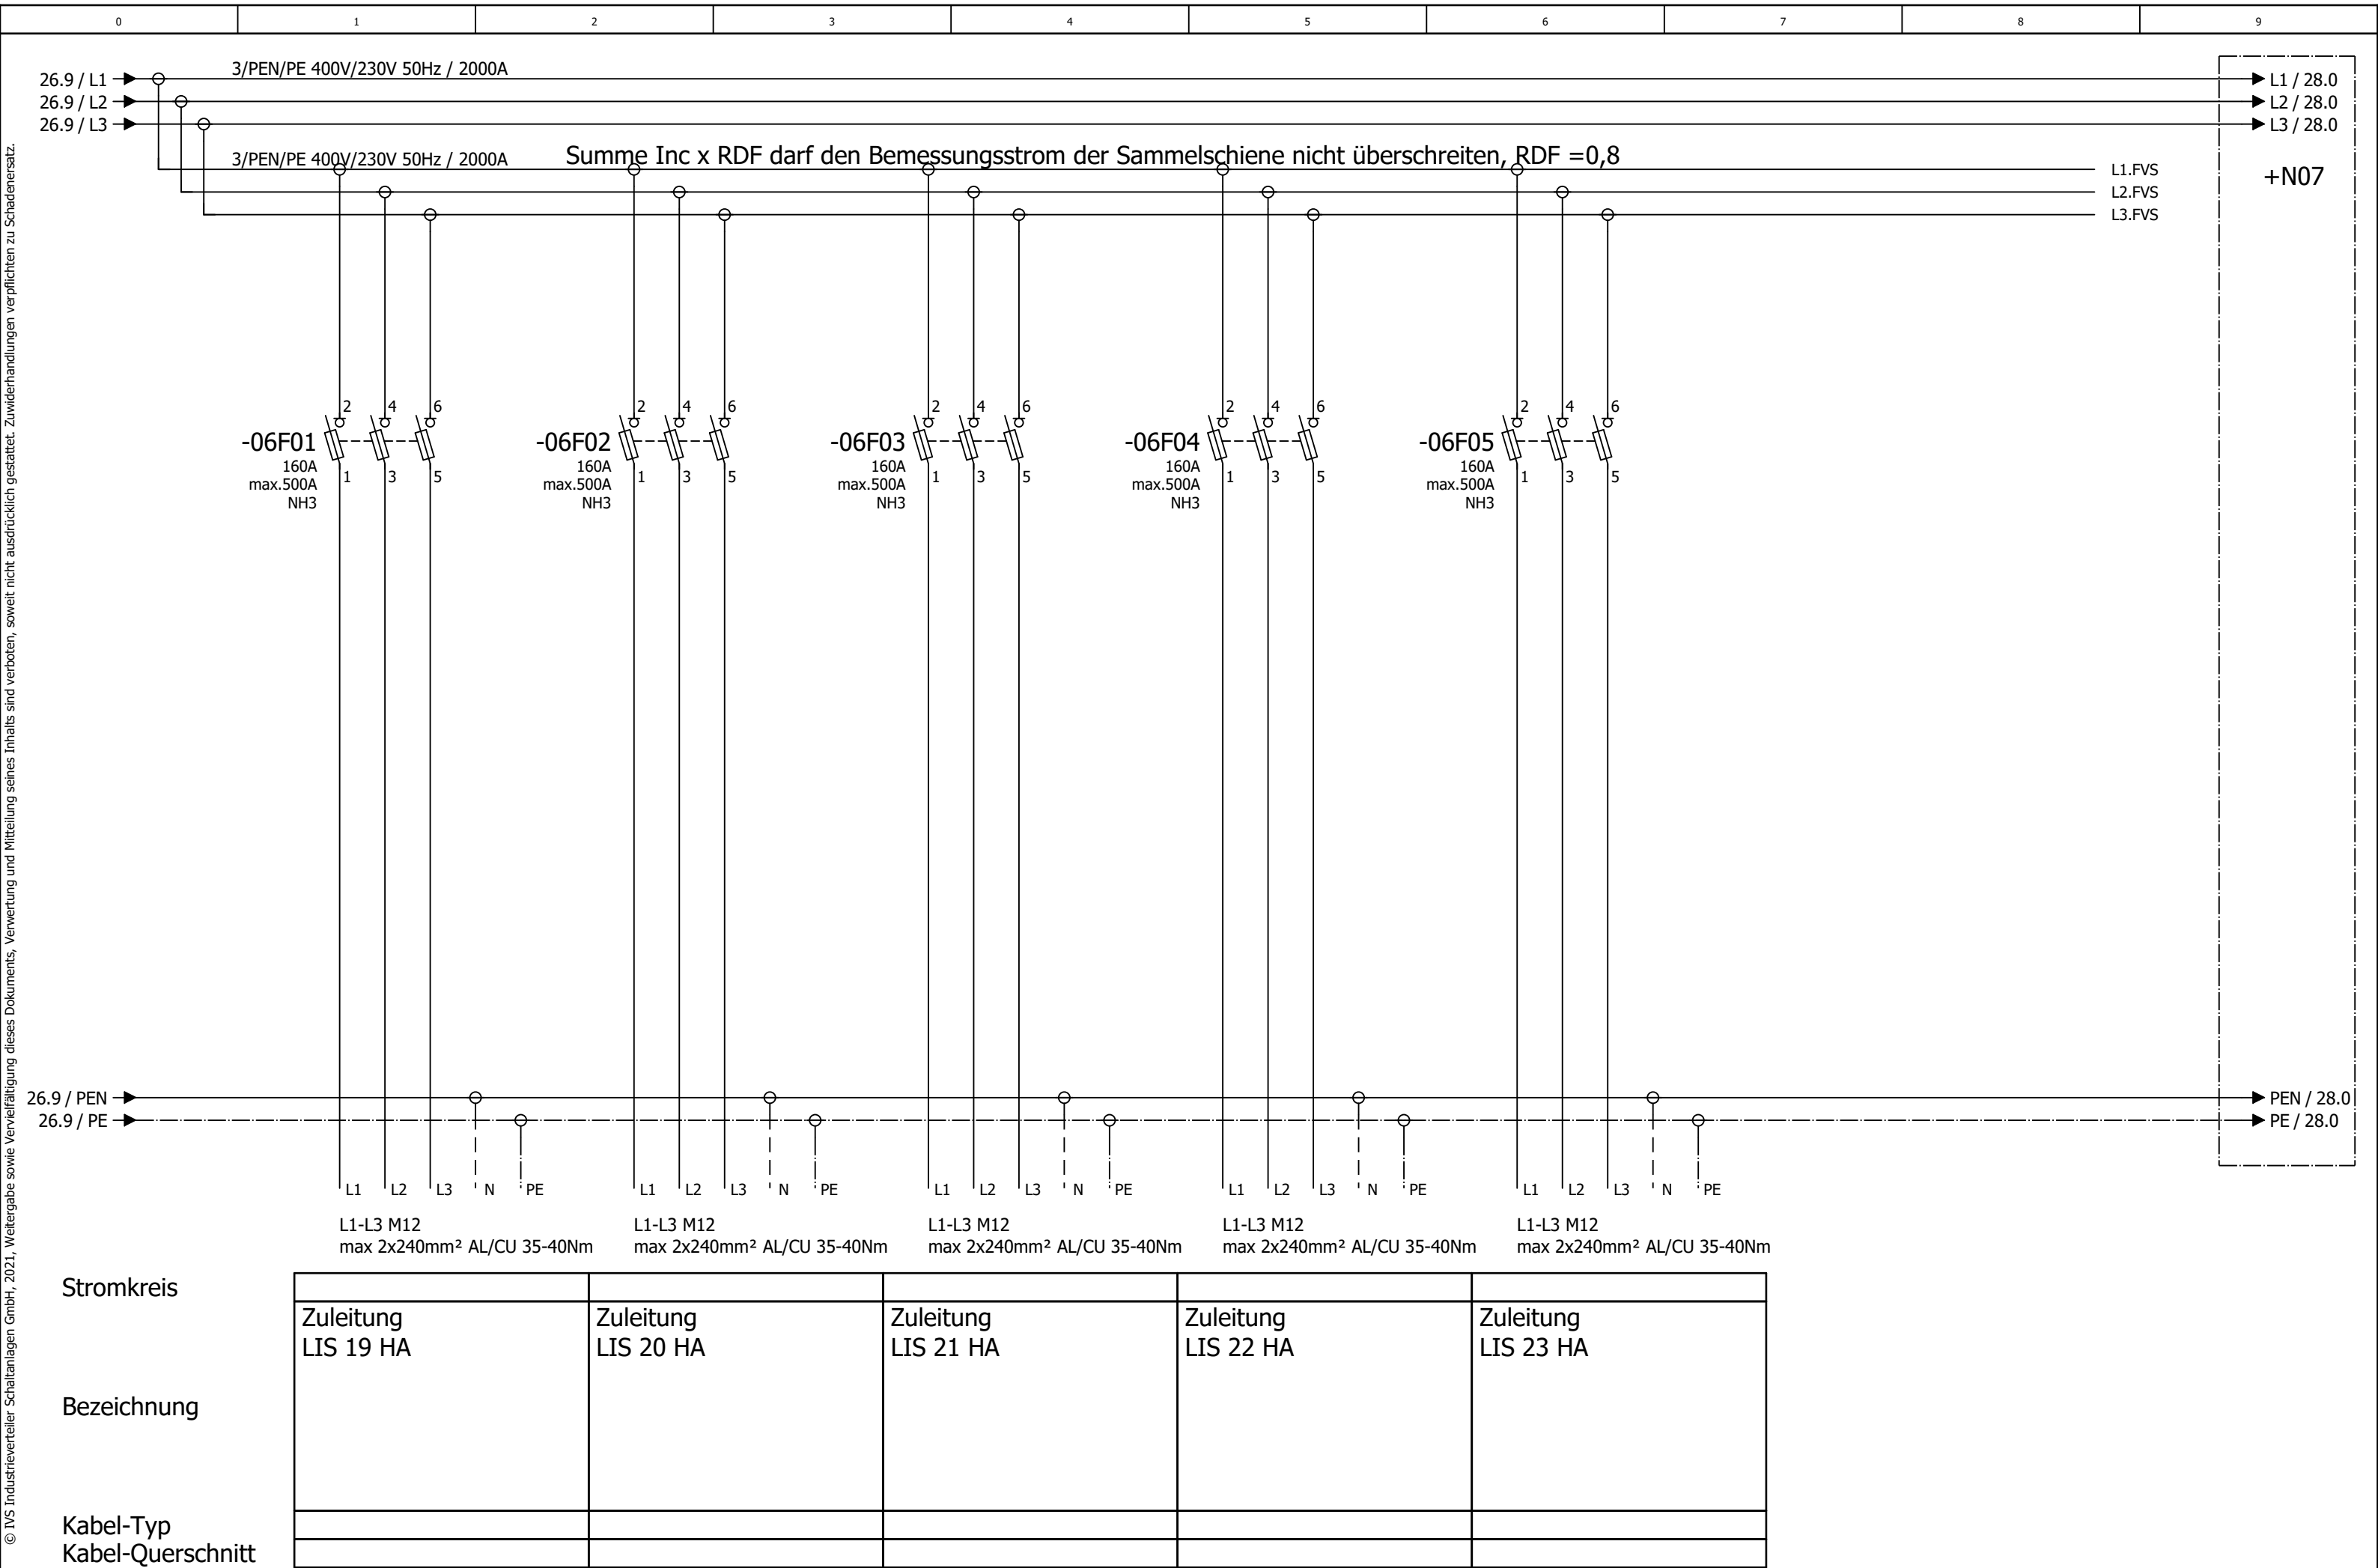 0 1 2 3 4 5 6 7 8 9
26.9 / L1 3/PEN/PE 400V/230V 50Hz / 2000A L1 / 28.0
26.9 / L2 L2 / 28.0
26.9 / L3 L3 / 28.0
3/PEN/PE 400V/230V 50Hz / 2000A Summe Inc x RDF darf den Bemessungsstrom der Sammelschiene nicht überschreiten, RDF =0,8
L1.FVS +N07
L2.FVS
L3.FVS
2 4 6 2 4 6 2 4 6 2 4 6 2 4 6
-06F01 -06F02 -06F03 -06F04 -06F05
160A 160A 160A 160A 160A
1 3 5 1 3 5 1 3 5 1 3 5 1 3 5
max.500A max.500A max.500A max.500A max.500A
NH3 NH3 NH3 NH3 NH3
26.9 / PEN PEN / 28.0
26.9 / PE PE / 28.0
L1 L2 L3 N PE L1 L2 L3 N PE L1 L2 L3 N PE L1 L2 L3 N PE L1 L2 L3 N PE
L1-L3 M12 L1-L3 M12 L1-L3 M12 L1-L3 M12 L1-L3 M12
max 2x240mm² AL/CU 35-40Nm max 2x240mm² AL/CU 35-40Nm max 2x240mm² AL/CU 35-40Nm max 2x240mm² AL/CU 35-40Nm max 2x240mm² AL/CU 35-40Nm
Stromkreis
Zuleitung Zuleitung Zuleitung Zuleitung Zuleitung
LIS 19 HA LIS 20 HA LIS 21 HA LIS 22 HA LIS 23 HA
Bezeichnung
Kabel-Typ
Kabel-Querschnitt
© IVS Industrieverteiler Schaltanlagen GmbH, 2021, Weitergabe sowie Vervielfältigung dieses Dokuments, Verwertung und Mitteilung seines Inhalts sind verboten, soweit nicht ausdrücklich gestattet. Zuwiderhandlungen verpflichten zu Schadenersatz.